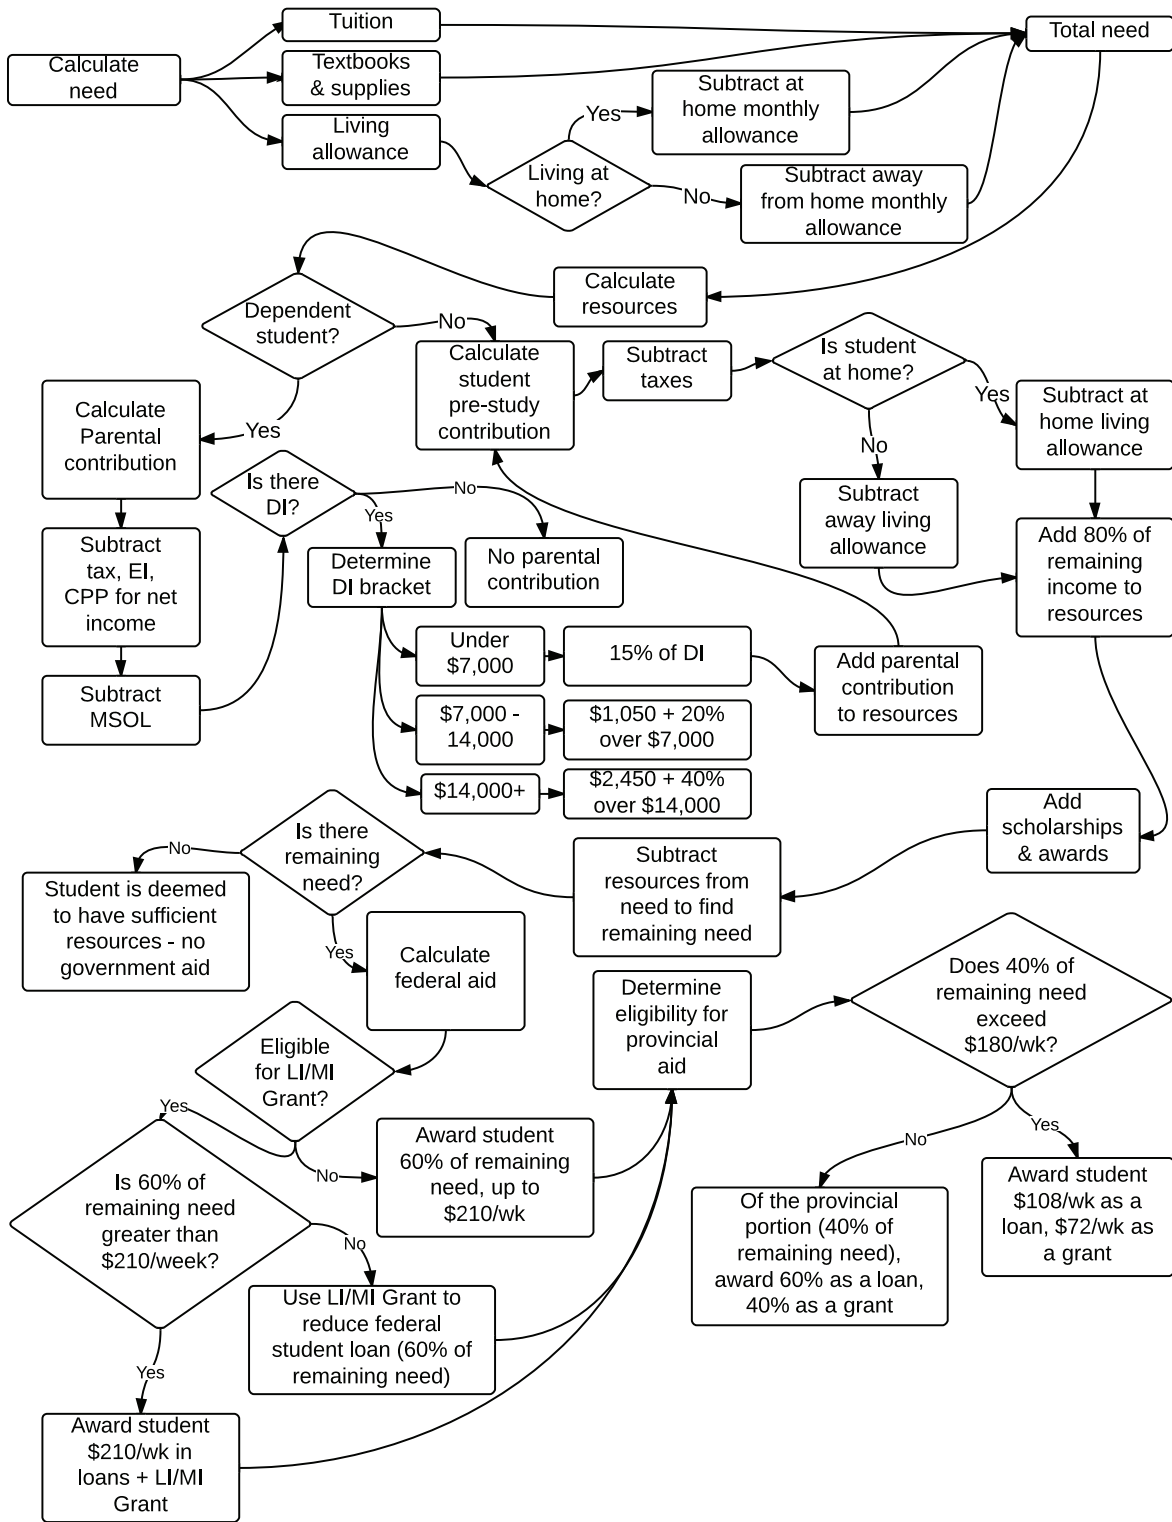 Tuition
Total need
Calculate
need
Textbooks
& supplies
Subtract at
home monthly
allowance
Yes
Living
allowance
Living at
home?
No
Subtract away
from home monthly
allowance
Calculate
resources
Dependent
student?
No
Calculate
student
pre-study
contribution
Subtract
taxes
Is student
at home?
Yes
Subtract at
home living
allowance
No
Calculate
Parental
contribution
Yes
Is there
DI?
No
Yes
Subtract
away living
allowance
Add 80% of
remaining
income to
resources
Subtract
tax, EI,
CPP for net
income
Determine
DI bracket
No parental
contribution
Under
$7,000
15% of DI
Add parental
contribution
to resources
Subtract
MSOL
$7,000 -
14,000
$1,050 + 20%
over $7,000
$14,000+
$2,450 + 40%
over $14,000
Add
scholarships
& awards
Is there
remaining
need?
No
Subtract
resources from
need to find
remaining need
Student is deemed
to have sufficient
resources - no
government aid
Yes
Calculate
federal aid
Determine
eligibility for
provincial
aid
Does 40% of
remaining need
exceed
$180/wk?
Eligible
for LI/MI
Grant?
Yes
No
Award student
60% of remaining
need, up to
$210/wk
No
Yes
Is 60% of
remaining need
greater than
$210/week?
No
Of the provincial
portion (40% of
remaining need),
award 60% as a loan,
40% as a grant
Award student
$108/wk as a
loan, $72/wk as
a grant
Use LI/MI Grant to
reduce federal
student loan (60% of
remaining need)
Yes
Award student
$210/wk in
loans + LI/MI
Grant